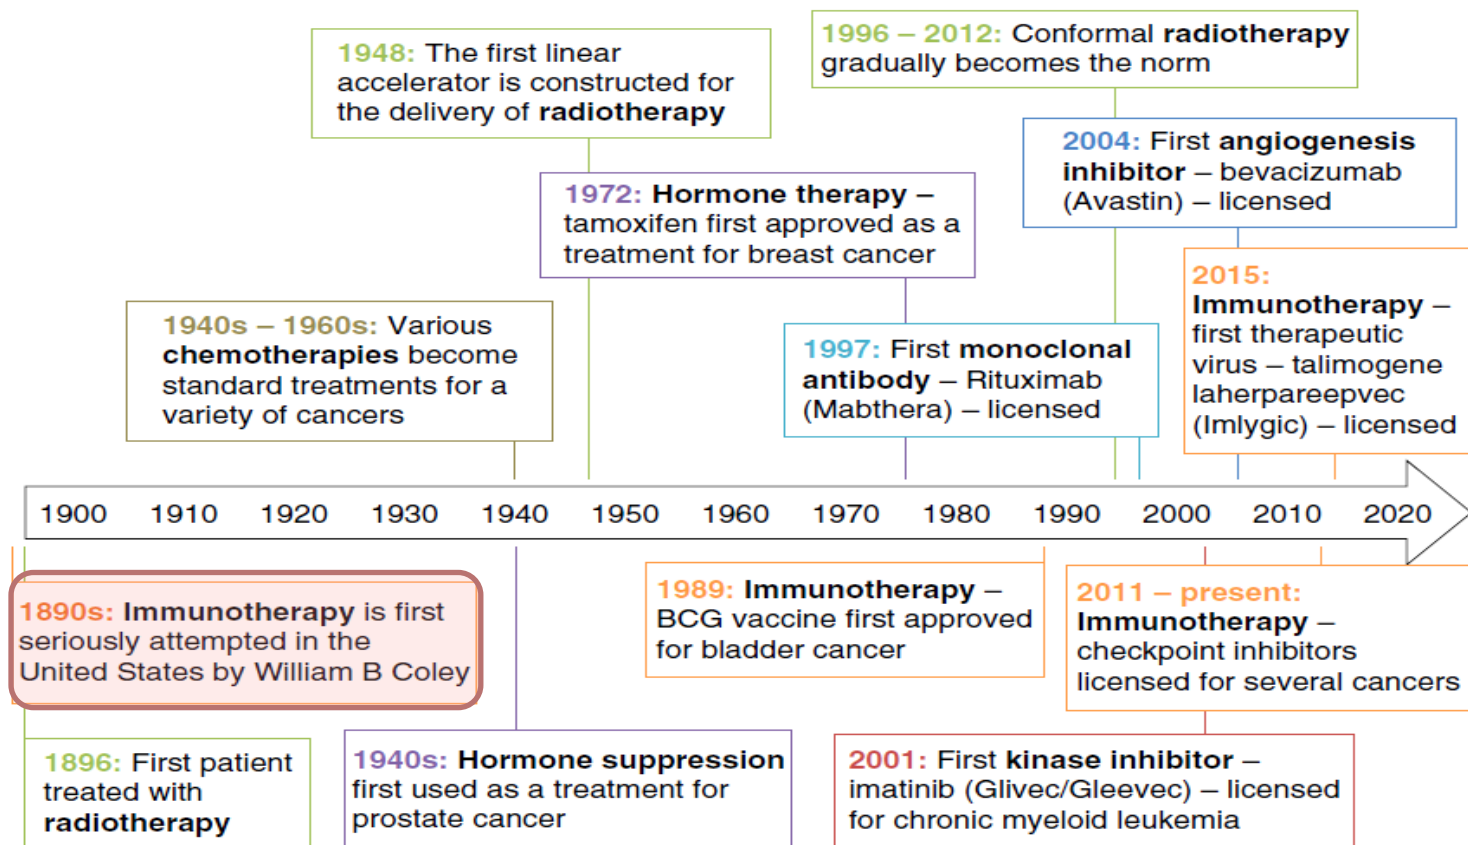 1948: The first linear
accelerator is constructed for
the delivery of radiotherapy
1996 – 2012: Conformal radiotherapy
gradually becomes the norm
2004: First angiogenesis
inhibitor – bevacizumab
(Avastin) – licensed
1972: Hormone therapy –
tamoxifen first approved as a
treatment for breast cancer
2015:
Immunotherapy –
first therapeutic
virus – talimogene
laherpareepvec
(Imlygic) – licensed
1940s – 1960s: Various
chemotherapies become
standard treatments for a
variety of cancers
1997: First monoclonal
antibody – Rituximab
(Mabthera) – licensed
1900 1910 1920 1930 1940 1950 1960 1970 1980 1990 2000 2010 2020
1890s: Immunotherapy is first
seriously attempted in the
United States by William B Coley
1989: Immunotherapy –
BCG vaccine first approved
for bladder cancer
2011 – present:
Immunotherapy –
checkpoint inhibitors
licensed for several cancers
1896: First patient
treated with
radiotherapy
1940s: Hormone suppression
first used as a treatment for
prostate cancer
2001: First kinase inhibitor –
imatinib (Glivec/Gleevec) – licensed
for chronic myeloid leukemia